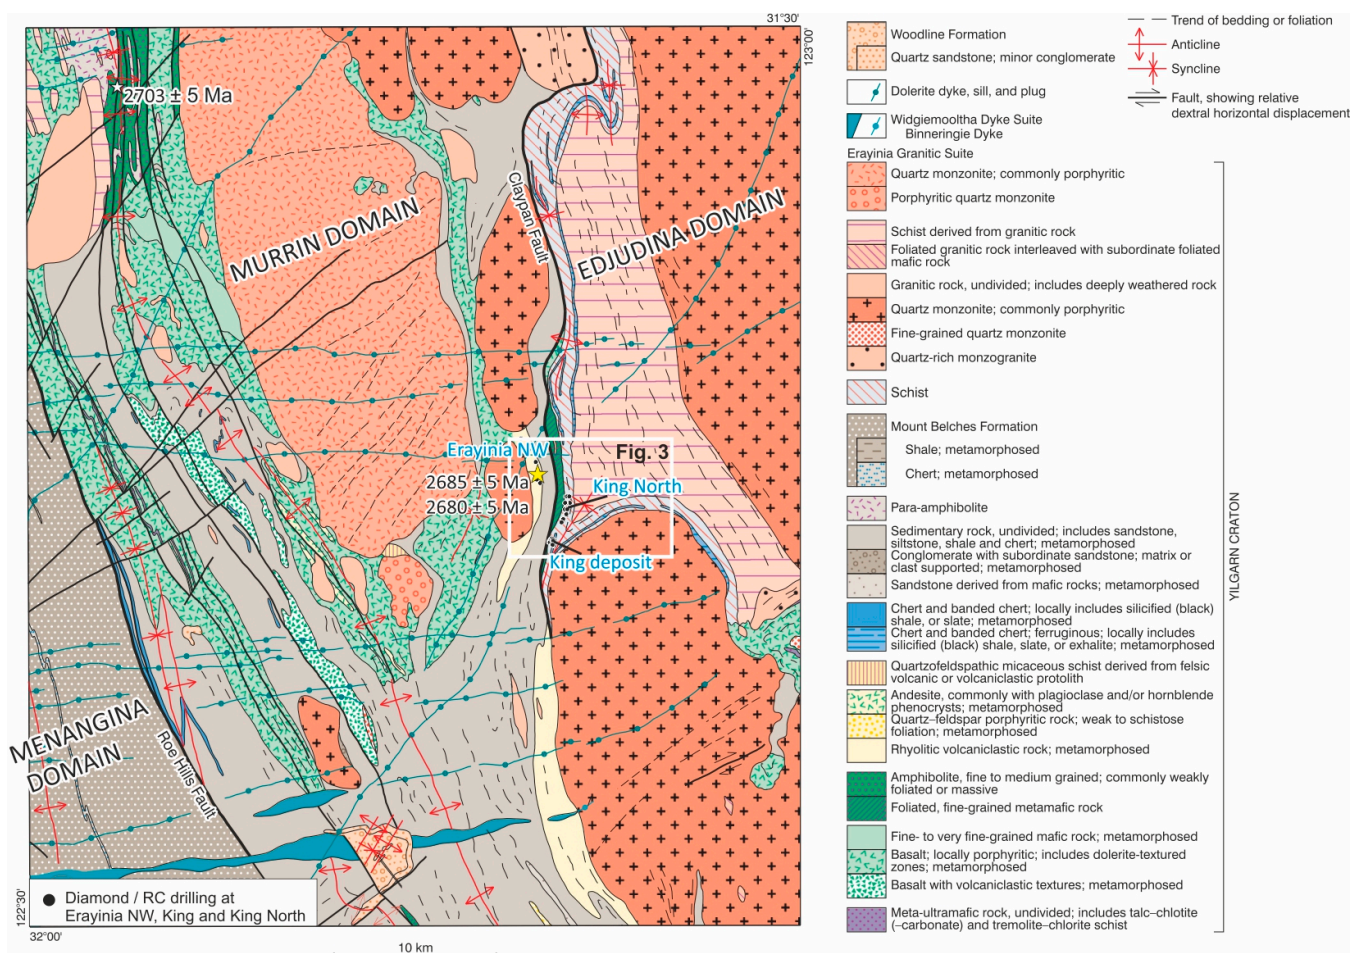 31°30'
123°00'
2703 ± 5 Ma
Claypan Fault
MURRIN DOMAIN
EDJUDINA DOMAIN
Erayinia NW
Fig. 3
2685 ± 5 Ma
King North
2680 ± 5 Ma
King deposit
MENANGINA
DOMAIN
Roe Hills Fault
Diamond / RC drilling at
Erayinia NW, King and King North
122°30'
32°00'
10 km
Woodline Formation
Quartz sandstone; minor conglomerate
Dolerite dyke, sill, and plug
Widgiemooltha Dyke Suite
Binneringie Dyke
Trend of bedding or foliation
Anticline
Syncline
Fault, showing relative
dextral horizontal displacement
Erayinia Granitic Suite
Quartz monzonite; commonly porphyritic
Porphyritic quartz monzonite
Schist derived from granitic rock
Foliated granitic rock interleaved with subordinate foliated
mafic rock
Granitic rock, undivided; includes deeply weathered rock
Quartz monzonite; commonly porphyritic
Fine-grained quartz monzonite
Quartz-rich monzogranite
Schist
Mount Belches Formation
Shale; metamorphosed
Chert; metamorphosed
Para-amphibolite
Sedimentary rock, undivided; includes sandstone,
siltstone, shale and chert; metamorphosed
Conglomerate with subordinate sandstone; matrix or
clast supported; metamorphosed
Sandstone derived from mafic rocks; metamorphosed
Chert and banded chert; locally includes silicified (black)
shale, or slate; metamorphosed
Chert and banded chert; ferruginous; locally includes
silicified (black) shale, slate, or exhalite; metamorphosed
Quartzofeldspathic micaceous schist derived from felsic
volcanic or volcaniclastic protolith
Andesite, commonly with plagioclase and/or hornblende
phenocrysts; metamorphosed
Quartz–feldspar porphyritic rock; weak to schistose
foliation; metamorphosed
Rhyolitic volcaniclastic rock; metamorphosed
Amphibolite, fine to medium grained; commonly weakly
foliated or massive
Foliated, fine-grained metamafic rock
Fine- to very fine-grained mafic rock; metamorphosed
Basalt; locally porphyritic; includes dolerite-textured
zones; metamorphosed
Basalt with volcaniclastic textures; metamorphosed
Meta-ultramafic rock, undivided; includes talc–chlotite
(–carbonate) and tremolite–chlorite schist
YILGARN CRATON